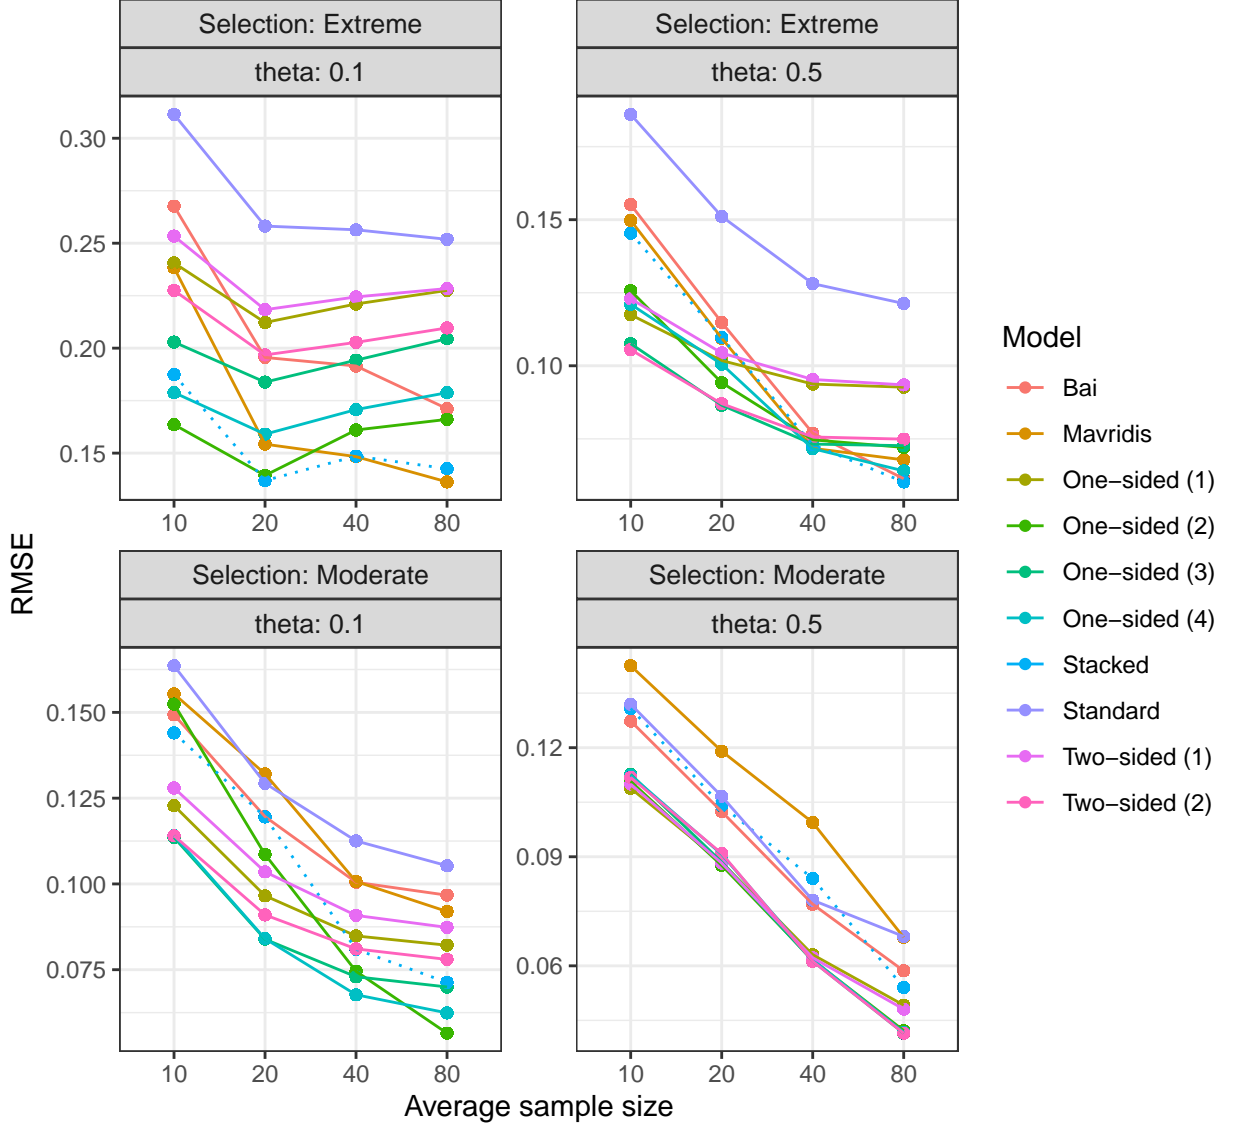 Selection: Extreme
theta: 0.1
0.30
0.25
0.20
0.15
10 20 40 80
Selection: Extreme
theta: 0.5
0.15
0.10
10 20 40 80
Selection: Moderate
theta: 0.1
0.150
0.125
0.100
0.075
10 20 40 80
Selection: Moderate
theta: 0.5
0.12
0.09
0.06
10 20 40 80
RMSE
Average sample size
Model
Bai
Mavridis
One−sided (1)
One−sided (2)
One−sided (3)
One−sided (4)
Stacked
Standard
Two−sided (1)
Two−sided (2)